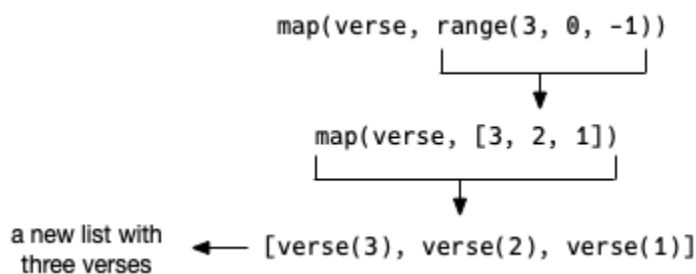 map(verse, range(3, 0, -1))
map(verse, [3, 2, 1])
a new list with
three verses
[verse(3), verse(2), verse(1)]